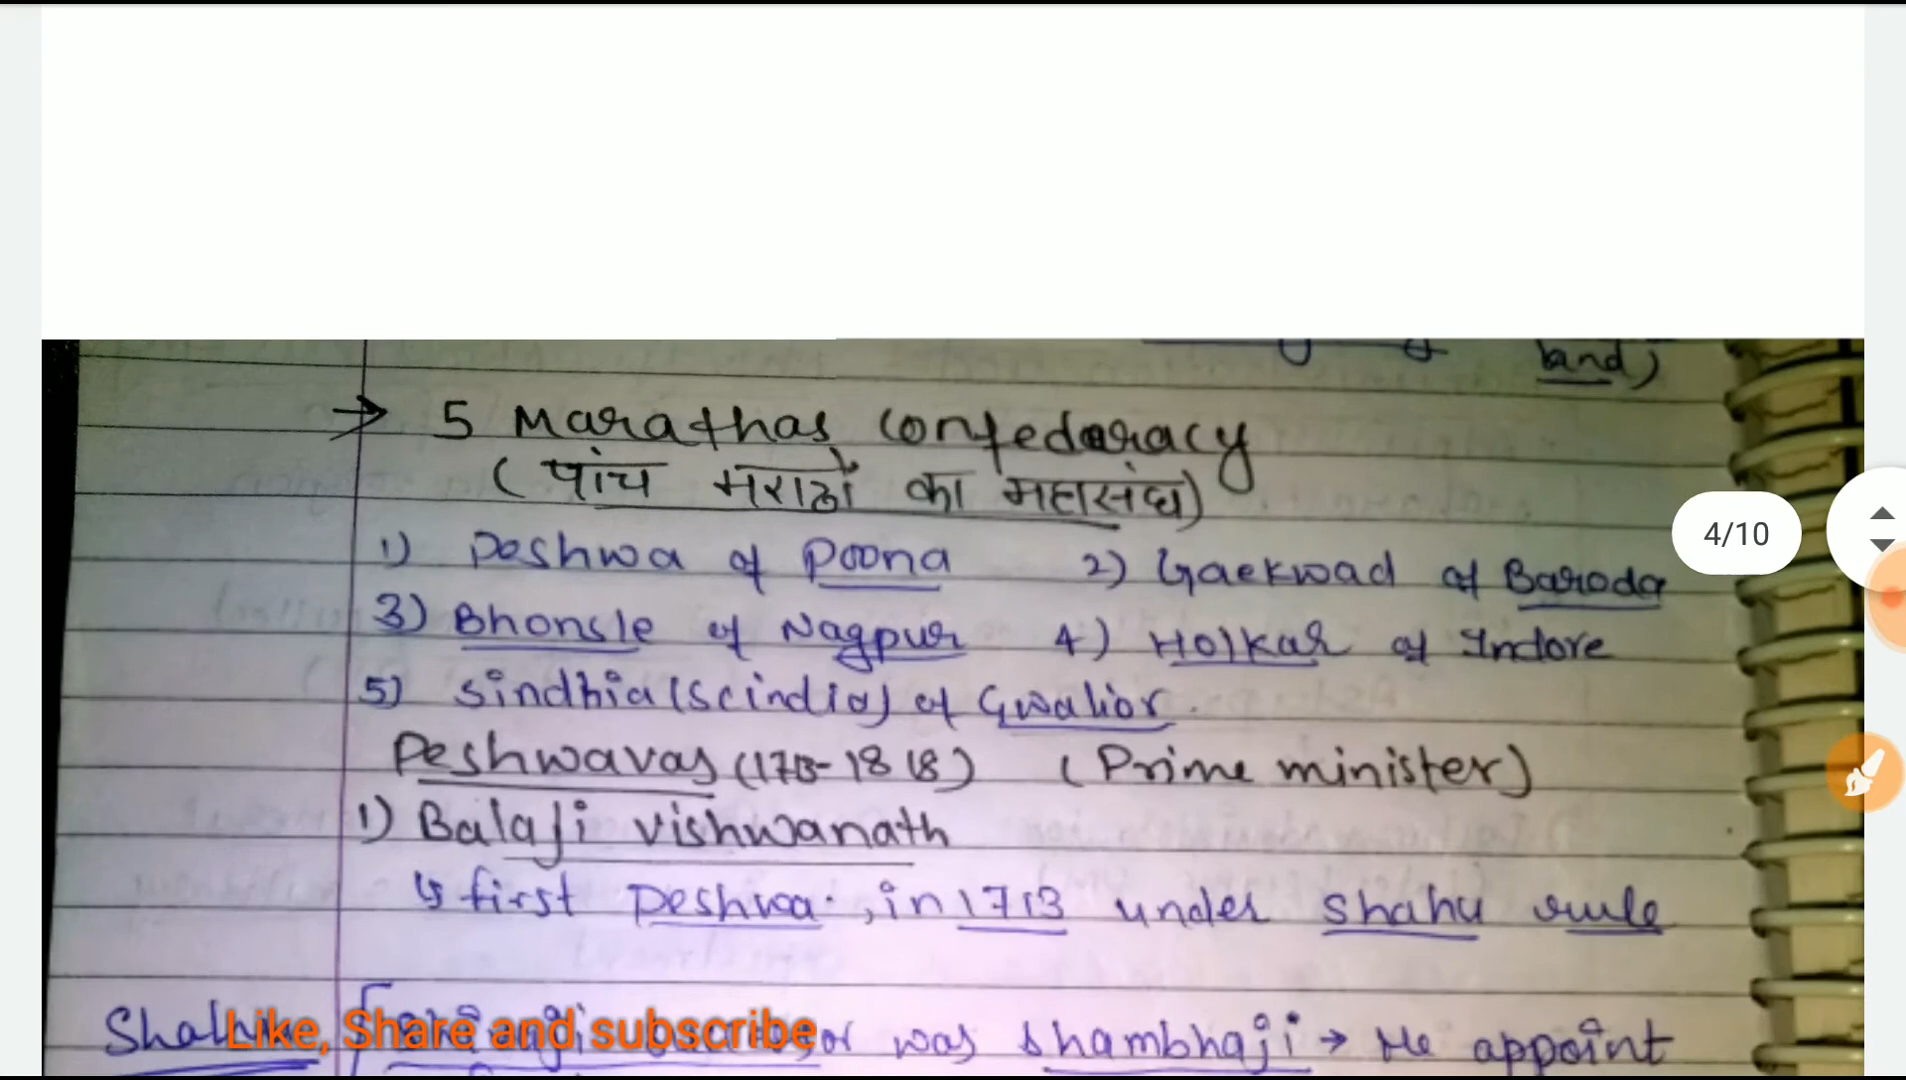 land)
→ 5 Marathas confederacy
(पांच मराठों का महासंघ)
1) Peshwa of Poona 2) Gaekwad of Baroda
3) Bhonsle of Nagpur 4) Holkar of Indore
5) Sindhia (Scindia) of Gwalior.
Peshwavas (1713-1818) (Prime minister)
1) Balaji vishwanath
↳ first Peshwa, in 1713 under Shahu rule
was Shambhaji → He appoint
Like, Share and subscribe
4/10